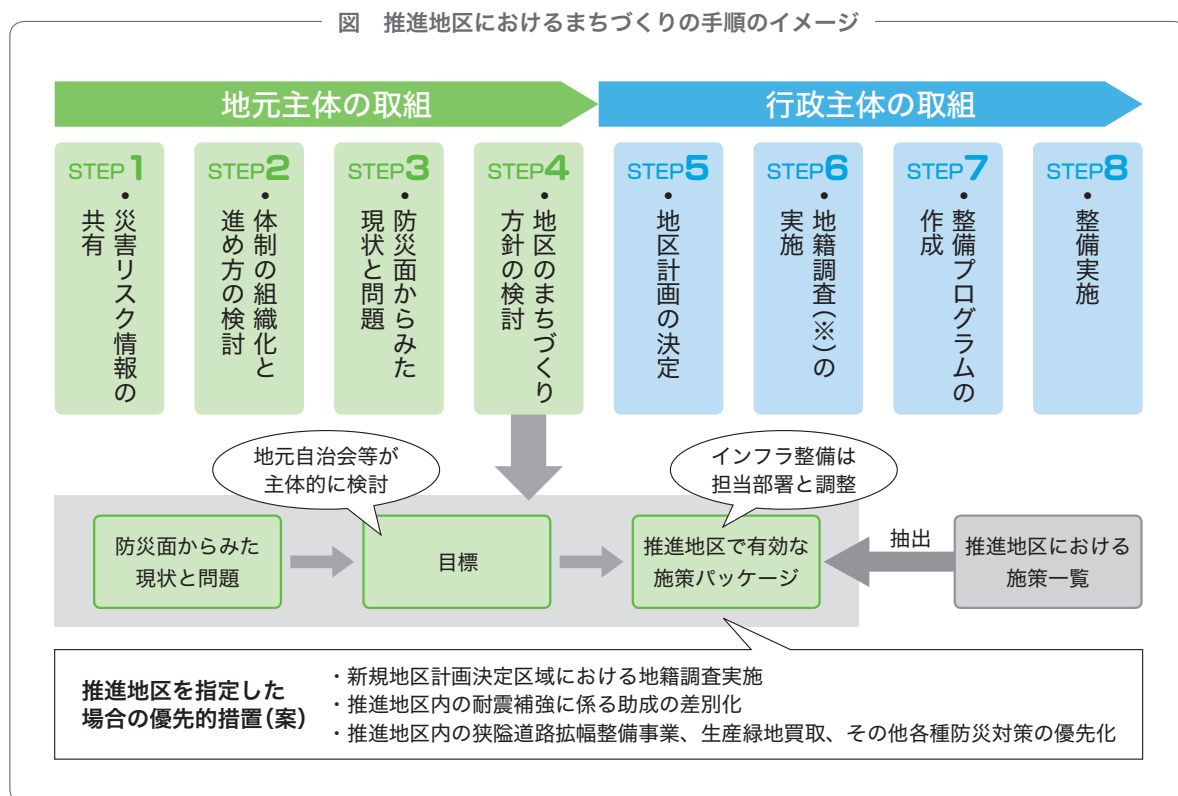 図　推進地区におけるまちづくりの手順のイメージ
地元主体の取組
行政主体の取組
STEP1
・災害リスク情報の
共有
STEP2
・体制の組織化と
進め方の検討
STEP3
・防災面からみた
現状と問題
STEP4
・地区のまちづくり
方針の検討
STEP5
・地区計画の決定
STEP6
・地籍調査(※)の
実施
STEP7
・整備プログラムの
作成
STEP8
・整備実施
地元自治会等が
主体的に検討
インフラ整備は
担当部署と調整
防災面からみた
現状と問題
目標
推進地区で有効な
施策パッケージ
抽出
推進地区における
施策一覧
推進地区を指定した
場合の優先的措置(案)
・新規地区計画決定区域における地籍調査実施
・推進地区内の耐震補強に係る助成の差別化
・推進地区内の狭隘道路拡幅整備事業、生産緑地買取、その他各種防災対策の優先化